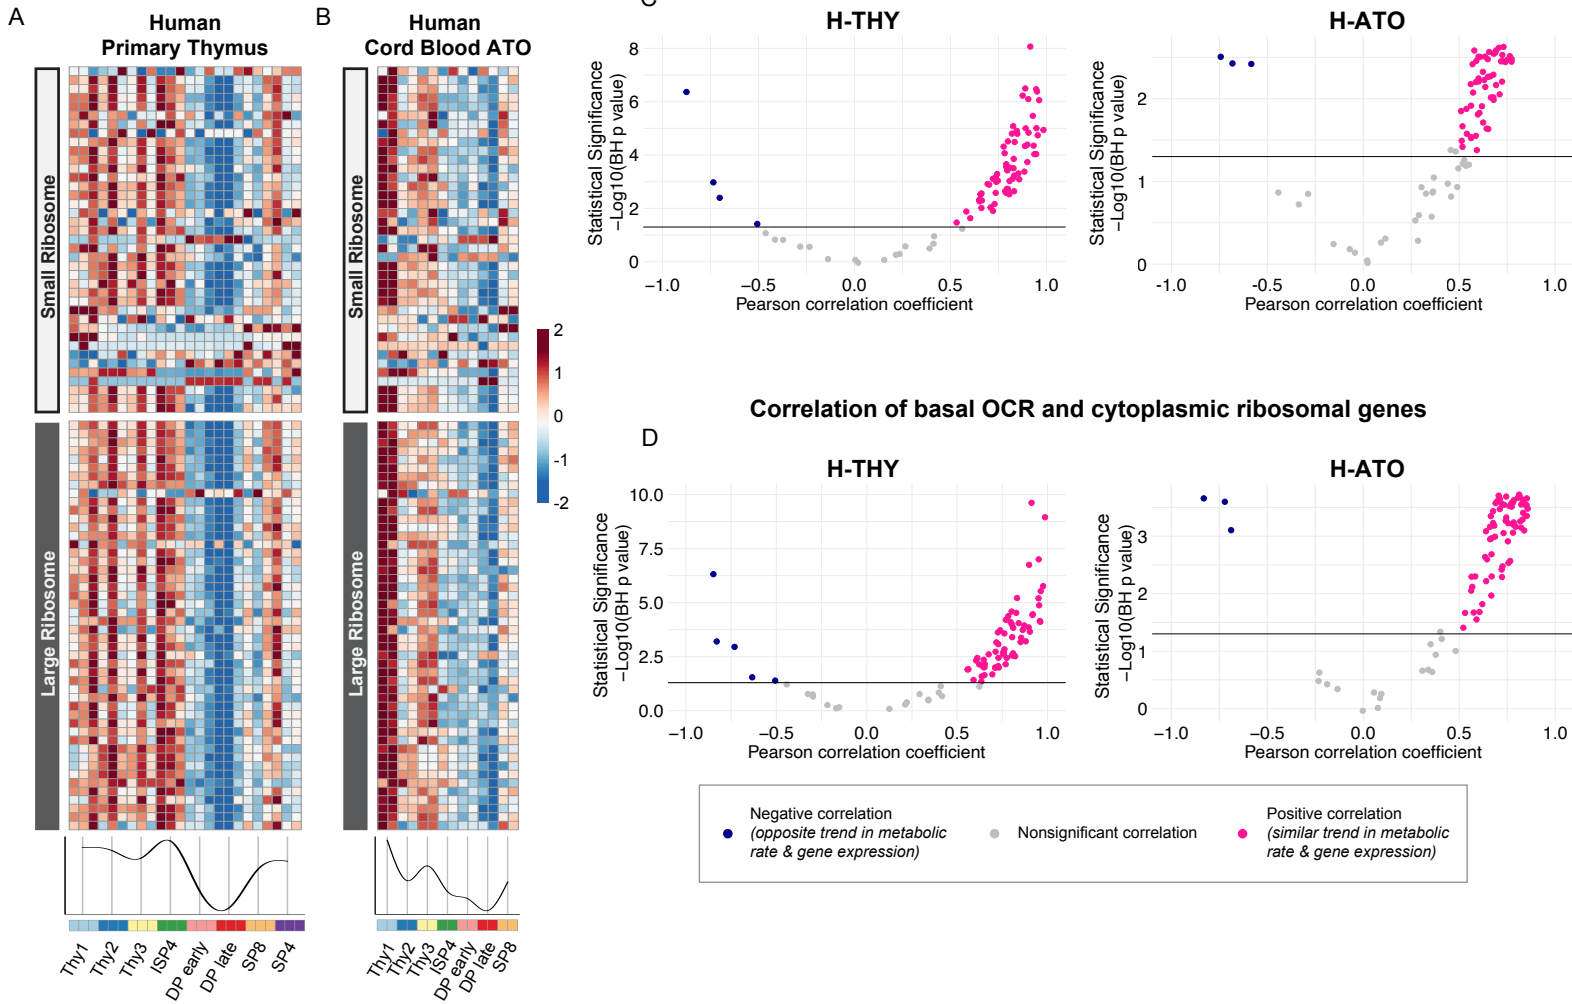 A
Human
Primary Thymus
B
Human
Cord Blood ATO
Small Ribosome
Large Ribosome
Small Ribosome
Large Ribosome
2
1
0
-1
-2
Thy1
Thy2
Thy3
ISP4
DP early
DP late
SP8
SP4
Thy1
Thy2
Thy3
ISP4
DP early
DP late
SP8
H-THY
Statistical Significance
−Log10(BH p value)
8
6
4
2
0
−1.0
−0.5
0.0
0.5
1.0
Pearson correlation coefficient
H-ATO
Statistical Significance
−Log10(BH p value)
2
1
0
−1.0
−0.5
0.0
0.5
1.0
Pearson correlation coefficient
Correlation of basal OCR and cytoplasmic ribosomal genes
D
H-THY
Statistical Significance
−Log10(BH p value)
10.0
7.5
5.0
2.5
0.0
−1.0
−0.5
0.0
0.5
1.0
Pearson correlation coefficient
H-ATO
Statistical Significance
−Log10(BH p value)
3
2
1
0
−1.0
−0.5
0.0
0.5
1.0
Pearson correlation coefficient
Negative correlation
(opposite trend in metabolic
rate & gene expression)
Nonsignificant correlation
Positive correlation
(similar trend in metabolic
rate & gene expression)